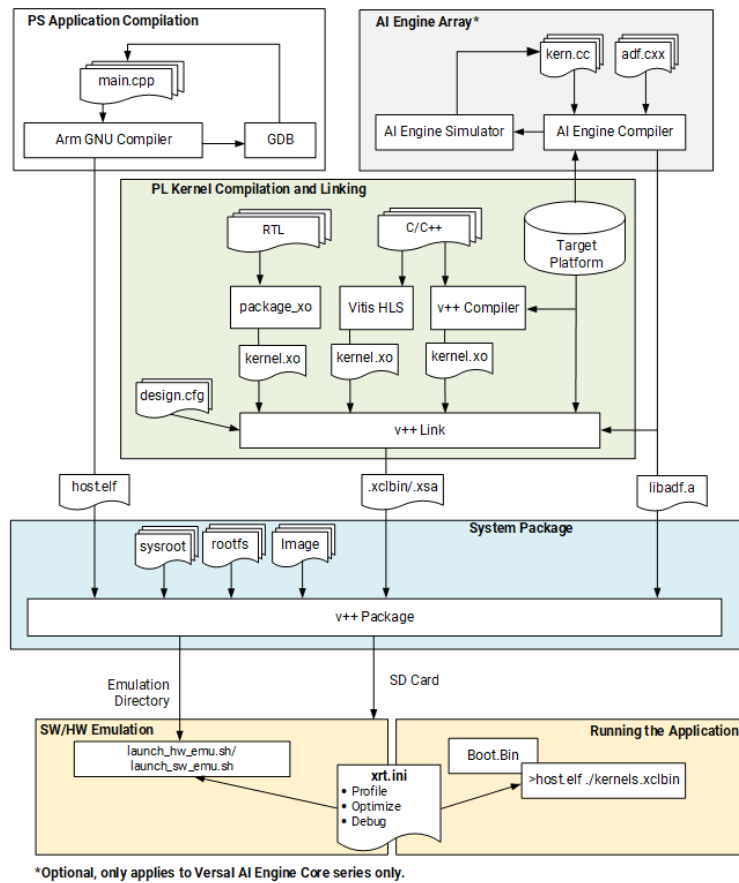 PS Application Compilation
main.cpp
Arm GNU Compiler
GDB
AI Engine Array*
kern.cc
adf.cxx
AI Engine Simulator
AI Engine Compiler
PL Kernel Compilation and Linking
RTL
C/C++
Target
Platform
package_xo
Vitis HLS
v++ Compiler
kernel.xo
kernel.xo
kernel.xo
design.cfg
v++ Link
host.elf
.xclbin/.xsa
libadf.a
System Package
sysroot
rootfs
Image
v++ Package
Emulation
Directory
SD Card
SW/HW Emulation
launch_hw_emu.sh/
launch_sw_emu.sh
xrt.ini
• Profile
• Optimize
• Debug
Running the Application
Boot.Bin
>host.elf ./kernels.xclbin
*Optional, only applies to Versal AI Engine Core series only.